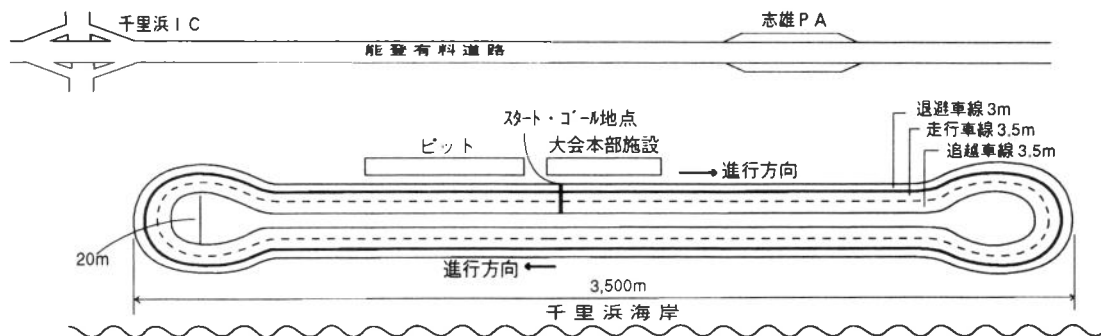 千里浜IC
志雄PA
能登有料道路
スタート・ゴール地点
退避車線3m
走行車線3.5m
追越車線3.5m
ピット
大会本部施設
進行方向
20m
進行方向
3,500m
千里浜海岸